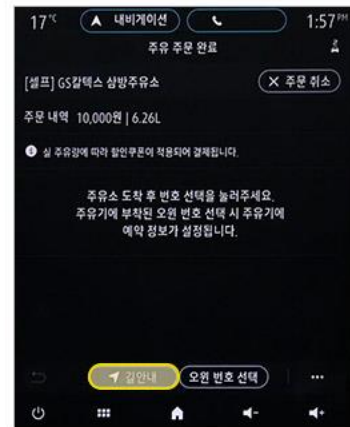 17°C
내비게이션
1:57 PM
주유 주문 완료
[셀프] GS칼텍스 삼방주유소
주문 취소
주문 내역 10,000원 | 6.26L
실 주유량에 따라 할인쿠폰이 적용되어 결제됩니다.
주유소 도착 후 번호 선택을 눌러주세요.
주유기에 부착된 오윈 번호 선택 시 주유기에
예약 정보가 설정됩니다.
길안내
오윈 번호 선택